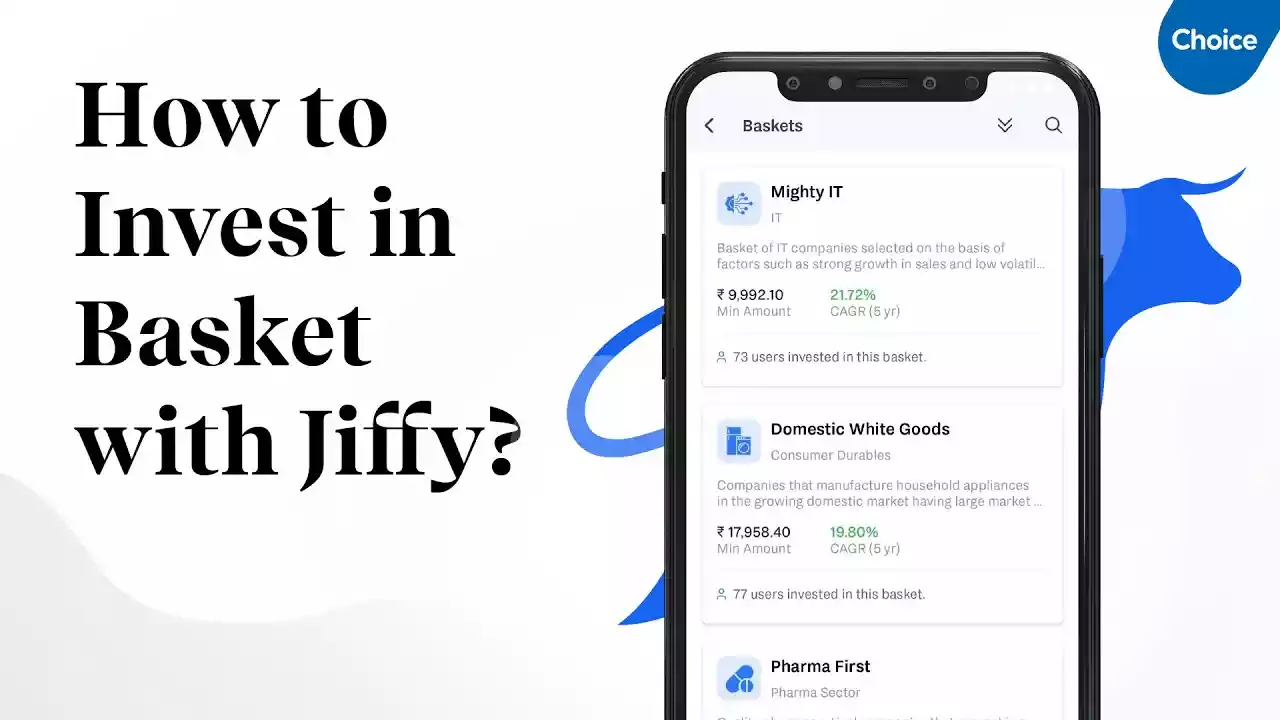 How to
Invest in
Basket
with Jiffy?
Choice
Baskets
Mighty IT
IT
Basket of IT companies selected on the basis of
factors such as strong growth in sales and low volatil...
₹ 9,992.10
Min Amount
21.72%
CAGR (5 yr)
73 users invested in this basket.
Domestic White Goods
Consumer Durables
Companies that manufacture household appliances
in the growing domestic market having large market ...
₹ 17,958.40
Min Amount
19.80%
CAGR (5 yr)
77 users invested in this basket.
Pharma First
Pharma Sector